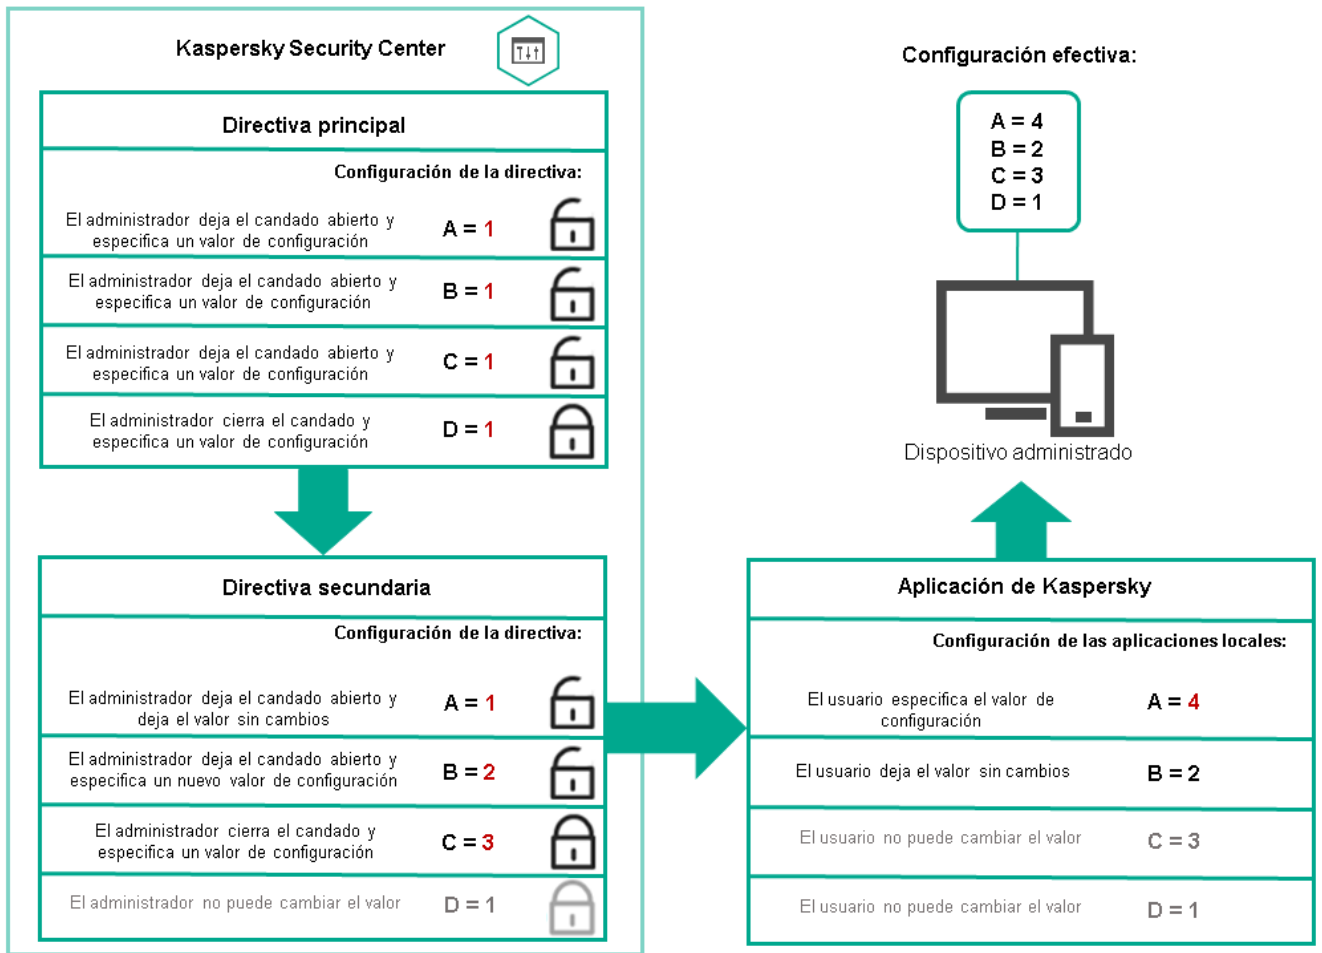 Kaspersky Security Center
Directiva principal
Configuración de la directiva:
El administrador deja el candado abierto y
especifica un valor de configuración
A = 1
El administrador deja el candado abierto y
especifica un valor de configuración
B = 1
El administrador deja el candado abierto y
especifica un valor de configuración
C = 1
El administrador cierra el candado y
especifica un valor de configuración
D = 1
Directiva secundaria
Configuración de la directiva:
El administrador deja el candado abierto y
deja el valor sin cambios
A = 1
El administrador deja el candado abierto y
especifica un nuevo valor de configuración
B = 2
El administrador cierra el candado y
especifica un valor de configuración
C = 3
El administrador no puede cambiar el valor
D = 1
Configuración efectiva:
A = 4
B = 2
C = 3
D = 1
Dispositivo administrado
Aplicación de Kaspersky
Configuración de las aplicaciones locales:
El usuario especifica el valor de
configuración
A = 4
El usuario deja el valor sin cambios
B = 2
El usuario no puede cambiar el valor
C = 3
El usuario no puede cambiar el valor
D = 1